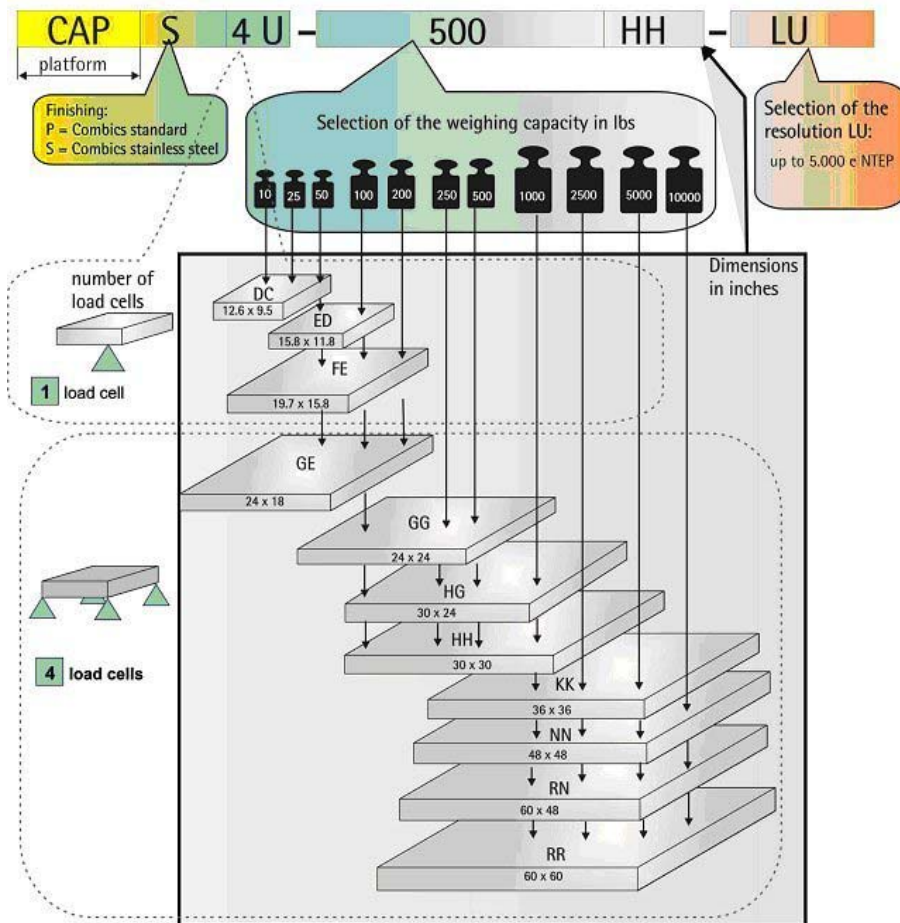 CAP S 4 U – 500 HH – LU
platform
Finishing:
P = Combics standard
S = Combics stainless steel
Selection of the weighing capacity in lbs
10 25 50 100 200 250 500 1000 2500 5000 10000
Selection of the
resolution LU:
up to 5.000 e NTEP
Dimensions
in inches
number of
load cells
1 load cell
DC
12.6 x 9.5
ED
15.8 x 11.8
FE
19.7 x 15.8
GE
24 x 18
GG
24 x 24
HG
30 x 24
HH
30 x 30
4 load cells
KK
36 x 36
NN
48 x 48
RN
60 x 48
RR
60 x 60